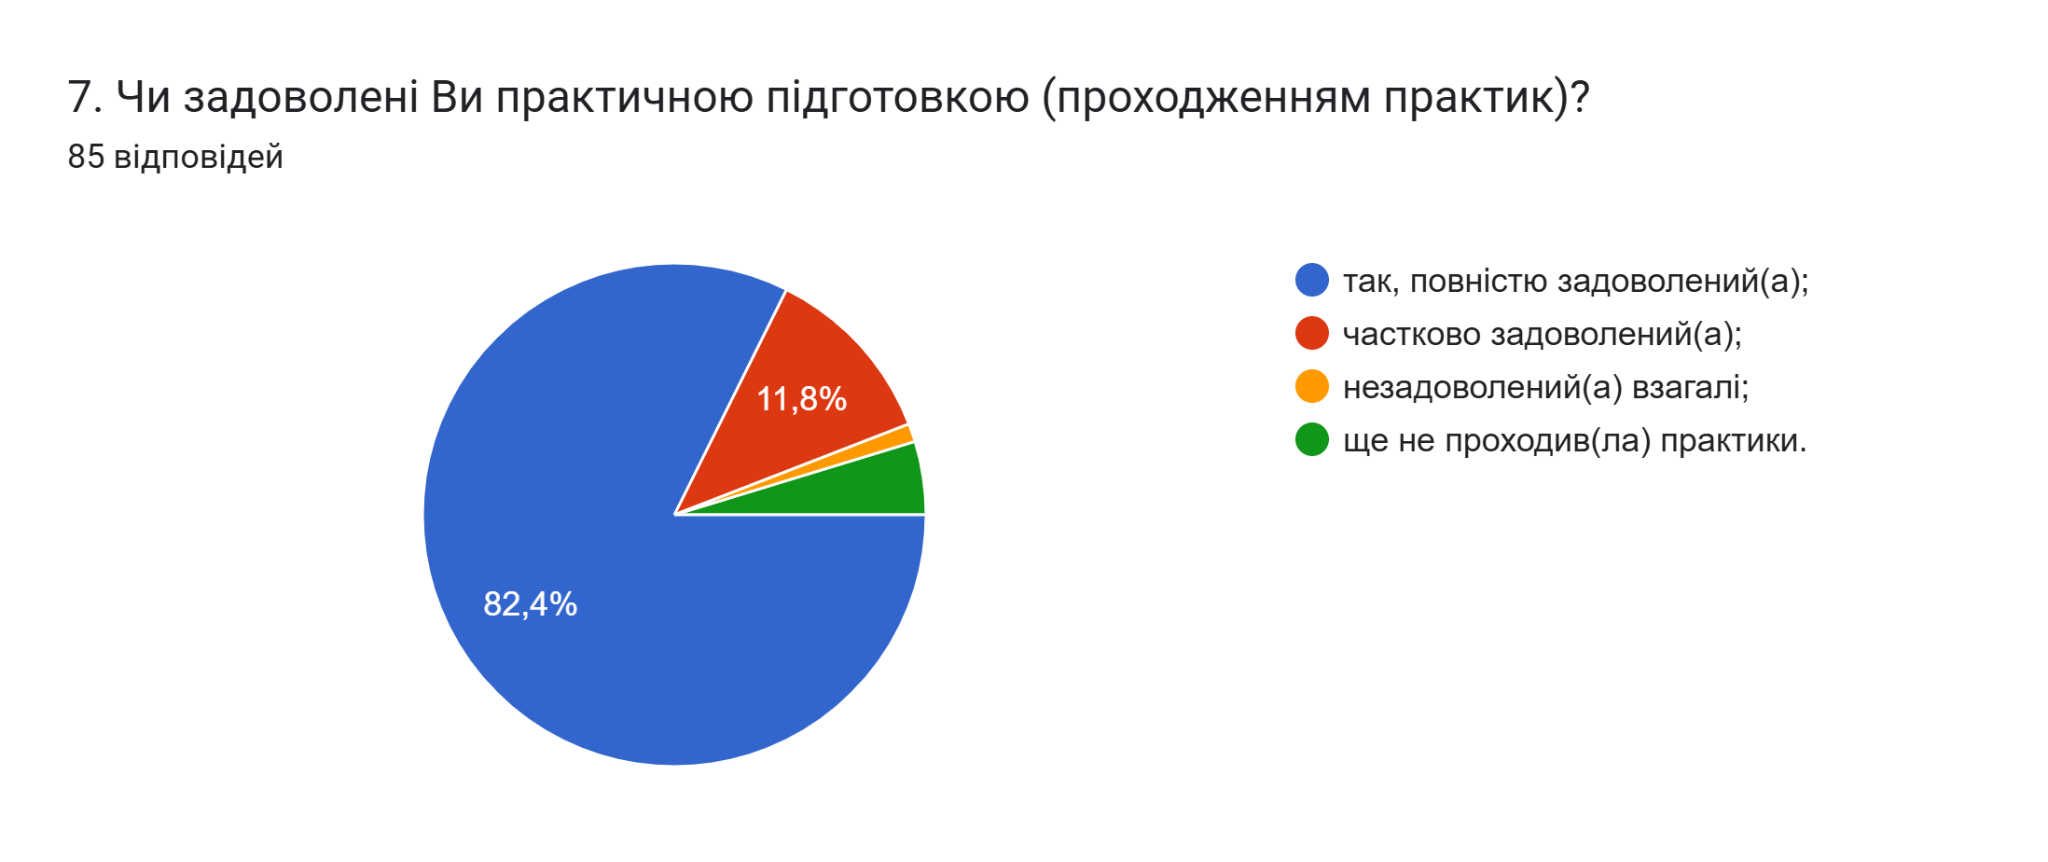 7. Чи задоволені Ви практичною підготовкою (проходженням практик)?
85 відповідей
так, повністю задоволений(а);
частково задоволений(а);
незадоволений(а) взагалі;
ще не проходив(ла) практики.
11,8%
82,4%